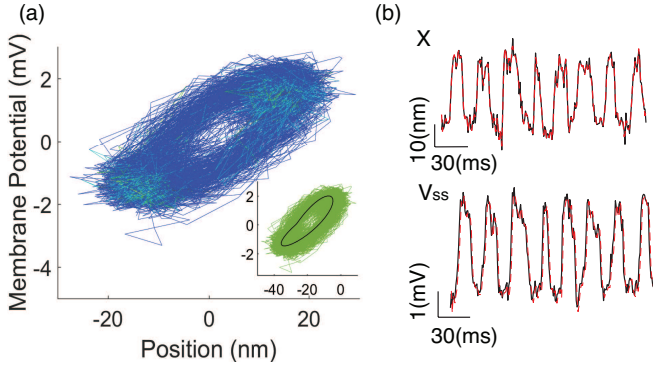 (a)
Membrane Potential (mV)
2
0
-2
-4
-20
0
20
Position (nm)
2
0
-2
-40
-20
0
(b)
X
10(nm)
30(ms)
Vss
1(mV)
30(ms)